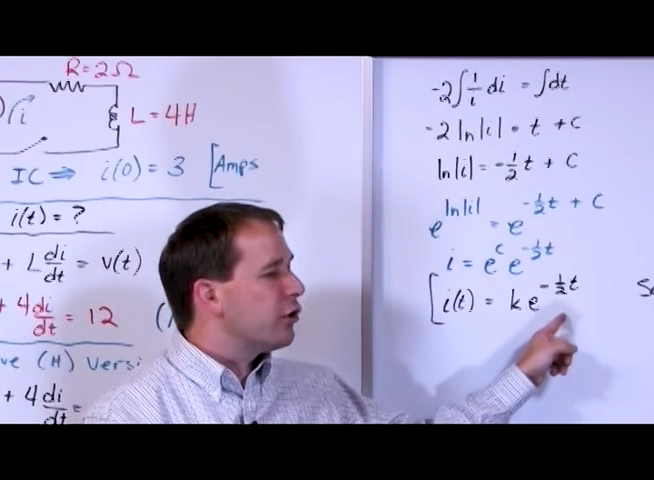 R = 2Ω
i
L = 4H
IC ⇒ i(0) = 3 [Amps
i(t) = ?
+ L di/dt = v(t)
+ 4 di/dt = 12
ve (H) Versi
+ 4 di/dt =
-2 ∫ 1/i di = ∫dt
-2 ln|i| = t + C
ln|i| = -1/2 t + C
e^(ln|i|) = e^(-1/2 t + C)
i = e^c e^(-1/2 t)
[ i(t) = k e^(-1/2 t)